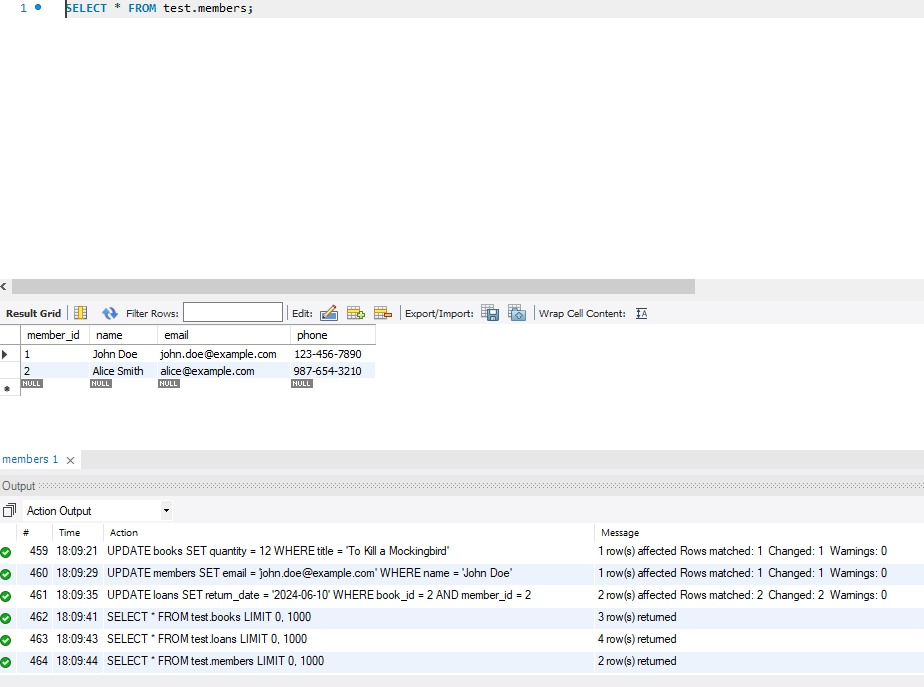 1 SELECT * FROM test.members;
Result Grid Filter Rows: Edit: Export/Import: Wrap Cell Content:
member_id name email phone
1 John Doe john.doe@example.com 123-456-7890
2 Alice Smith alice@example.com 987-654-3210
NULL NULL NULL NULL
members 1
Output
Action Output
# Time Action Message
459 18:09:21 UPDATE books SET quantity = 12 WHERE title = 'To Kill a Mockingbird' 1 row(s) affected Rows matched: 1 Changed: 1 Warnings: 0
460 18:09:29 UPDATE members SET email = 'john.doe@example.com' WHERE name = 'John Doe' 1 row(s) affected Rows matched: 1 Changed: 1 Warnings: 0
461 18:09:35 UPDATE loans SET return_date = '2024-06-10' WHERE book_id = 2 AND member_id = 2 2 row(s) affected Rows matched: 2 Changed: 2 Warnings: 0
462 18:09:41 SELECT * FROM test.books LIMIT 0, 1000 3 row(s) returned
463 18:09:43 SELECT * FROM test.loans LIMIT 0, 1000 4 row(s) returned
464 18:09:44 SELECT * FROM test.members LIMIT 0, 1000 2 row(s) returned